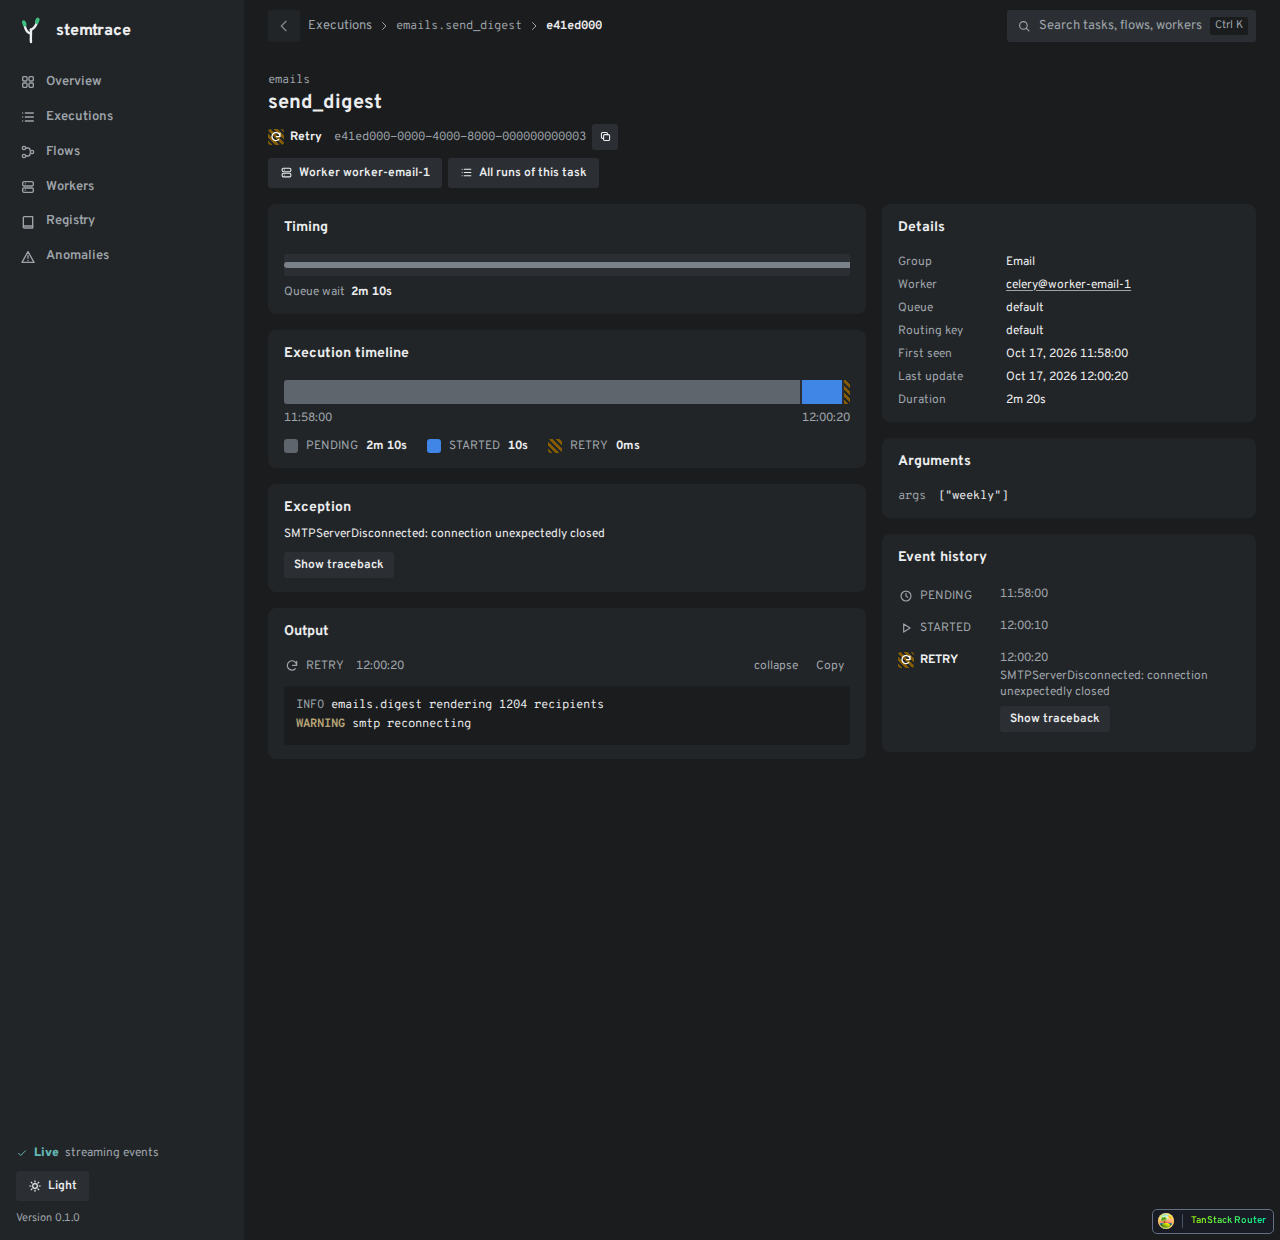 stemtrace
Overview
Executions
Flows
Workers
Registry
Anomalies
Live streaming events
Light
Version 0.1.0
Executions > emails.send_digest > e41ed000
Search tasks, flows, workers Ctrl K
emails
send_digest
Retry e41ed000-0000-4000-8000-000000000003
Worker worker-email-1 All runs of this task
Timing
Queue wait 2m 10s
Execution timeline
11:58:00 12:00:20
PENDING 2m 10s STARTED 10s RETRY 0ms
Exception
SMTPServerDisconnected: connection unexpectedly closed
Show traceback
Output
RETRY 12:00:20 collapse Copy
INFO emails.digest rendering 1204 recipients
WARNING smtp reconnecting
Details
Group Email
Worker celery@worker-email-1
Queue default
Routing key default
First seen Oct 17, 2026 11:58:00
Last update Oct 17, 2026 12:00:20
Duration 2m 20s
Arguments
args ["weekly"]
Event history
PENDING 11:58:00
STARTED 12:00:10
RETRY 12:00:20
SMTPServerDisconnected: connection
unexpectedly closed
Show traceback
TanStack Router